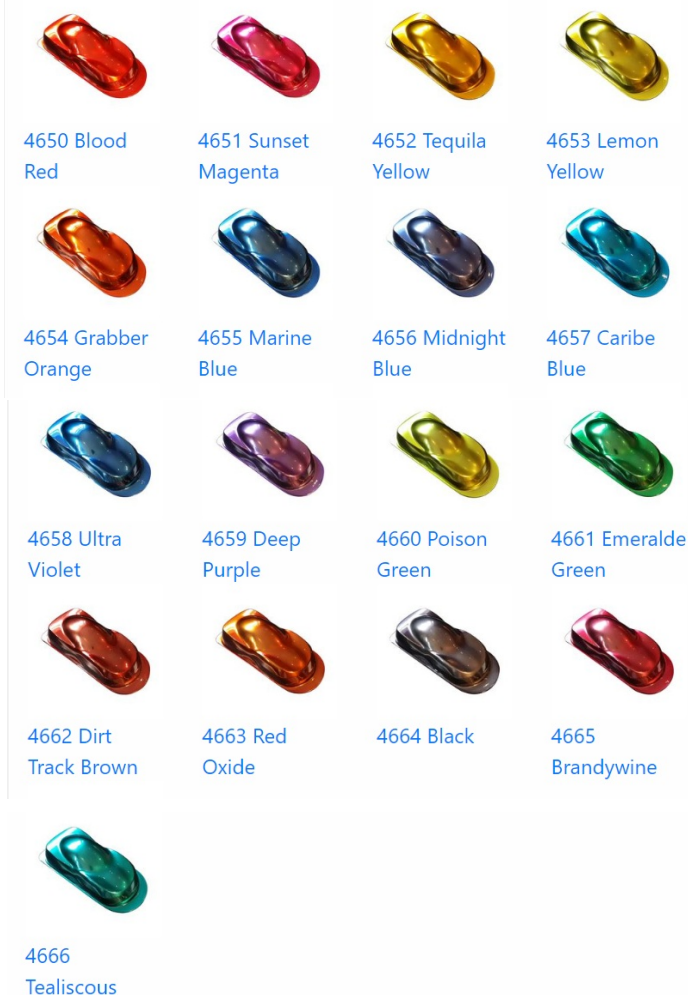 4650 Blood
Red
4651 Sunset
Magenta
4652 Tequila
Yellow
4653 Lemon
Yellow
4654 Grabber
Orange
4655 Marine
Blue
4656 Midnight
Blue
4657 Caribe
Blue
4658 Ultra
Violet
4659 Deep
Purple
4660 Poison
Green
4661 Emeralde
Green
4662 Dirt
Track Brown
4663 Red
Oxide
4664 Black
4665
Brandywine
4666
Tealiscous